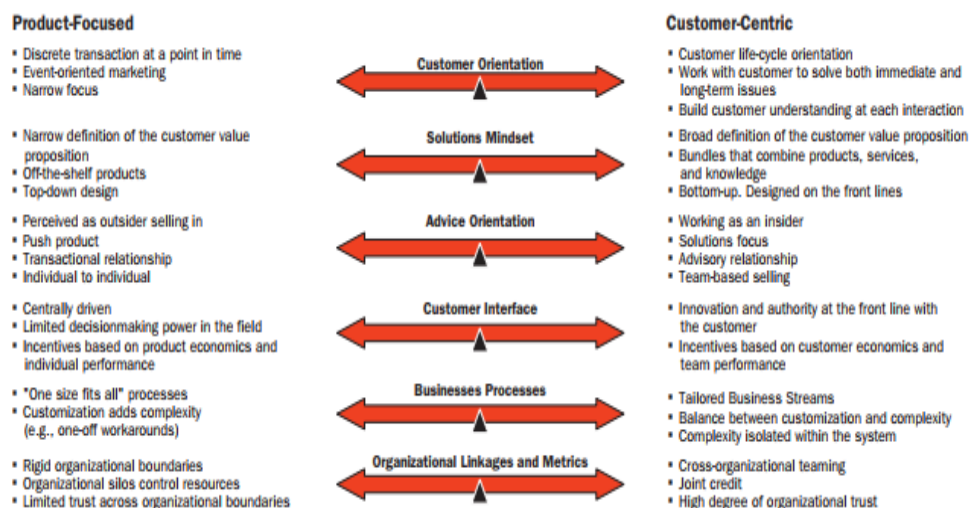 Product-Focused
Customer-Centric
▪ Discrete transaction at a point in time
▪ Event-oriented marketing
▪ Narrow focus
Customer Orientation
▪ Customer life-cycle orientation
▪ Work with customer to solve both immediate and
long-term issues
▪ Build customer understanding at each interaction
▪ Narrow definition of the customer value
proposition
▪ Off-the-shelf products
▪ Top-down design
Solutions Mindset
▪ Broad definition of the customer value proposition
▪ Bundles that combine products, services,
and knowledge
▪ Bottom-up. Designed on the front lines
▪ Perceived as outsider selling in
▪ Push product
▪ Transactional relationship
▪ Individual to individual
Advice Orientation
▪ Working as an insider
▪ Solutions focus
▪ Advisory relationship
▪ Team-based selling
▪ Centrally driven
▪ Limited decisionmaking power in the field
▪ Incentives based on product economics and
individual performance
Customer Interface
▪ Innovation and authority at the front line with
the customer
▪ Incentives based on customer economics and
team performance
▪ "One size fits all" processes
▪ Customization adds complexity
(e.g., one-off workarounds)
Businesses Processes
▪ Tailored Business Streams
▪ Balance between customization and complexity
▪ Complexity isolated within the system
▪ Rigid organizational boundaries
▪ Organizational silos control resources
▪ Limited trust across organizational boundaries
Organizational Linkages and Metrics
▪ Cross-organizational teaming
▪ Joint credit
▪ High degree of organizational trust